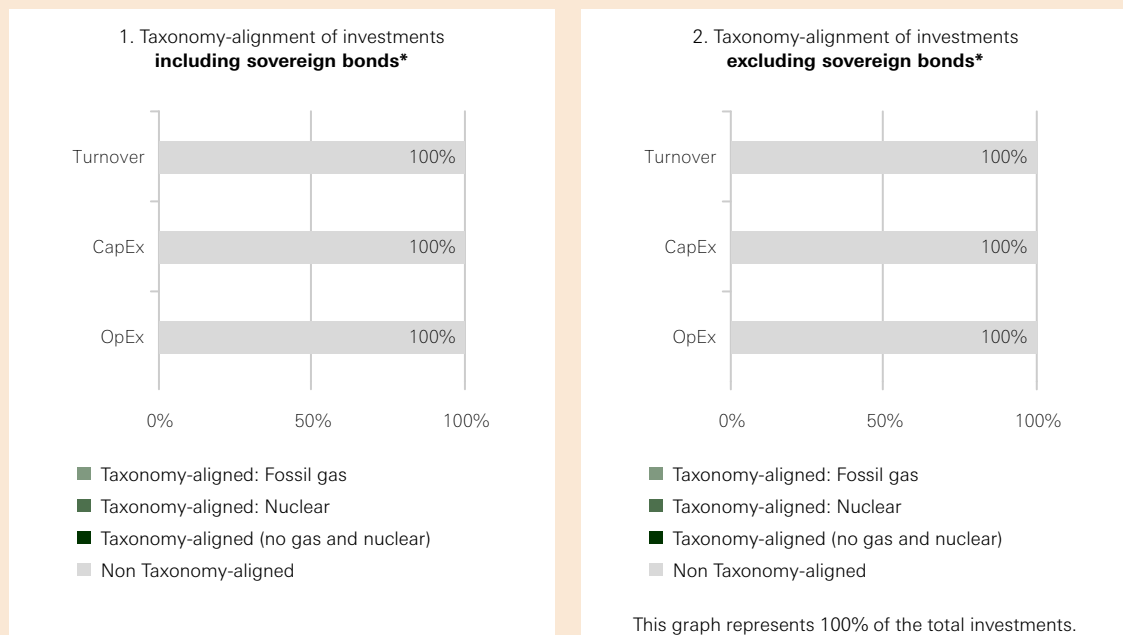 1. Taxonomy-alignment of investments
including sovereign bonds*
Turnover
100%
CapEx
100%
OpEx
100%
0%
50%
100%
Taxonomy-aligned: Fossil gas
Taxonomy-aligned: Nuclear
Taxonomy-aligned (no gas and nuclear)
Non Taxonomy-aligned
2. Taxonomy-alignment of investments
excluding sovereign bonds*
Turnover
100%
CapEx
100%
OpEx
100%
0%
50%
100%
Taxonomy-aligned: Fossil gas
Taxonomy-aligned: Nuclear
Taxonomy-aligned (no gas and nuclear)
Non Taxonomy-aligned
This graph represents 100% of the total investments.